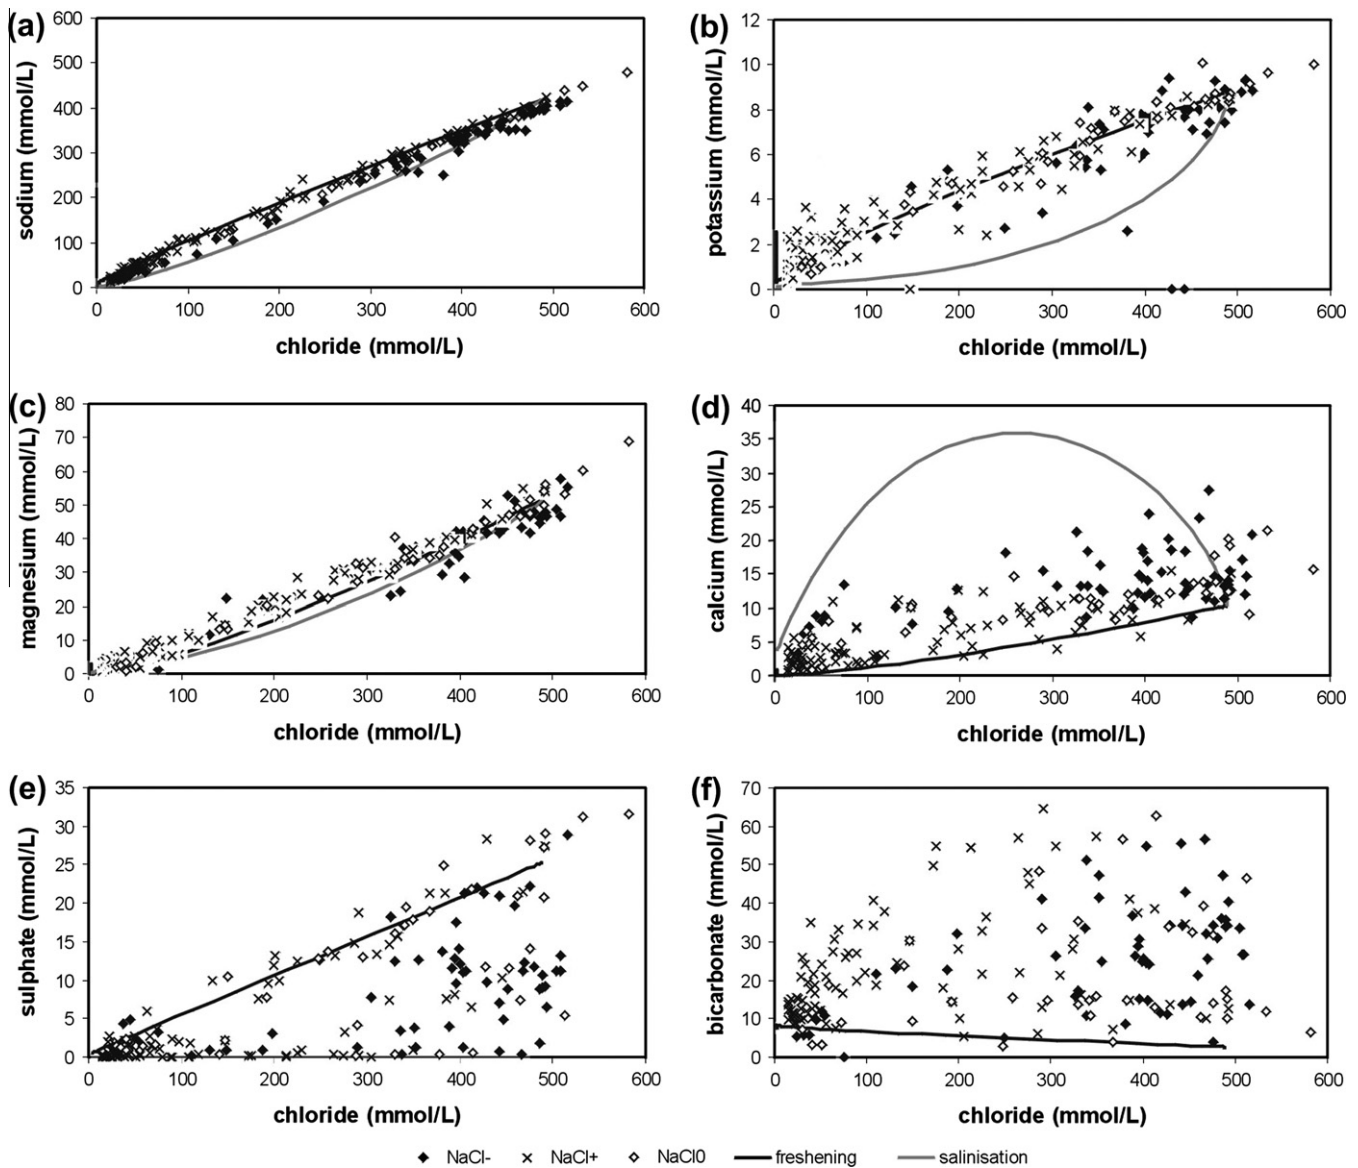 (a)
600
500
400
300
200
100
0
sodium (mmol/L)
0 100 200 300 400 500 600
chloride (mmol/L)
(b)
12
10
8
6
4
2
0
potassium (mmol/L)
0 100 200 300 400 500 600
chloride (mmol/L)
(c)
80
70
60
50
40
30
20
10
0
magnesium (mmol/L)
0 100 200 300 400 500 600
chloride (mmol/L)
(d)
40
35
30
25
20
15
10
5
0
calcium (mmol/L)
0 100 200 300 400 500 600
chloride (mmol/L)
(e)
35
30
25
20
15
10
5
0
sulphate (mmol/L)
0 100 200 300 400 500 600
chloride (mmol/L)
(f)
70
60
50
40
30
20
10
0
bicarbonate (mmol/L)
0 100 200 300 400 500 600
chloride (mmol/L)
NaCl- NaCl+ NaCl0 freshening salinisation